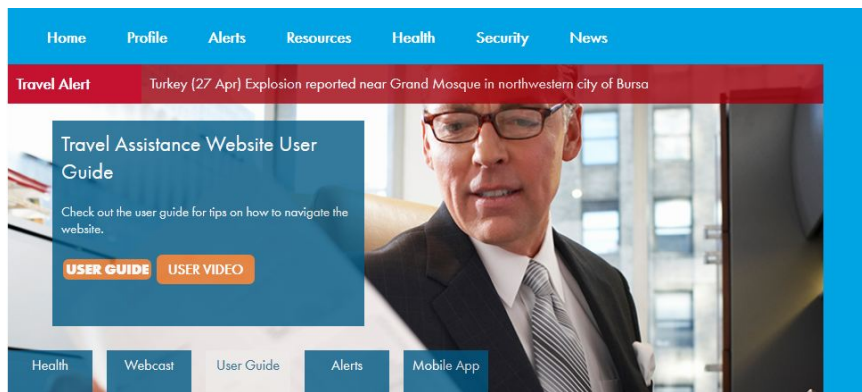 Home Profile Alerts Resources Health Security News
Travel Alert Turkey (27 Apr) Explosion reported near Grand Mosque in northwestern city of Bursa
Travel Assistance Website User
Guide
Check out the user guide for tips on how to navigate the
website.
USER GUIDE USER VIDEO
Health Webcast User Guide Alerts Mobile App